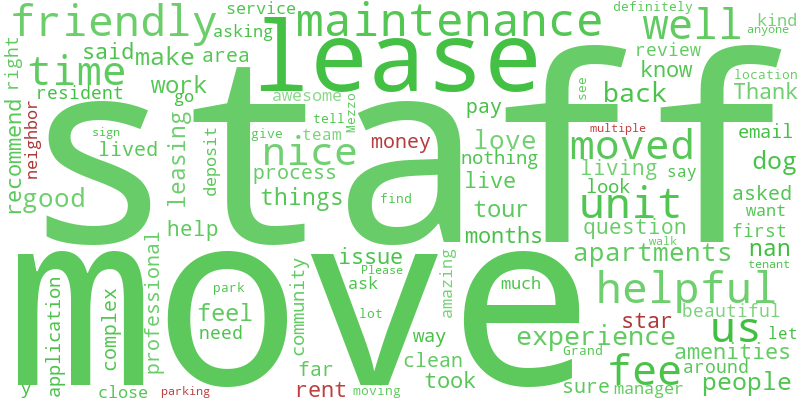 service
definitely
friendly
maintenance
well
kind
asking
anyone
right
said
make
area
lease
review
time
know
location
work
awesome
see
back
Thank
resident
go
staff
pay
recommend
neighbor
sign
give
tell
team
Mezzo
money
love
multiple
moved
email
lived
leasing
deposit
nice
nothing
living
say
dog
process
live
look
good
things
find
tour
unit
asked
want
help
months
question
first
walk
nan
move
issue
Please
apartments
tenant
professional
community
amazing
application
complex
park
feel
ask
much
helpful
need
lot
star
beautiful
us
way
experience
let
far
clean
Grand
amenities
fee
around
y
close
parking
rent
moving
took
sure
manager
people